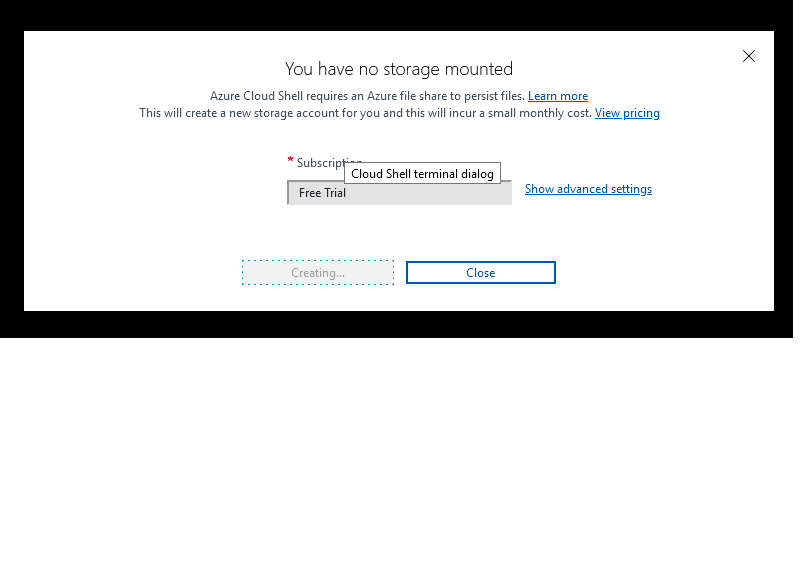 You have no storage mounted
Azure Cloud Shell requires an Azure file share to persist files. Learn more
This will create a new storage account for you and this will incur a small monthly cost. View pricing
* Subscription
Cloud Shell terminal dialog
Free Trial
Show advanced settings
Creating...
Close